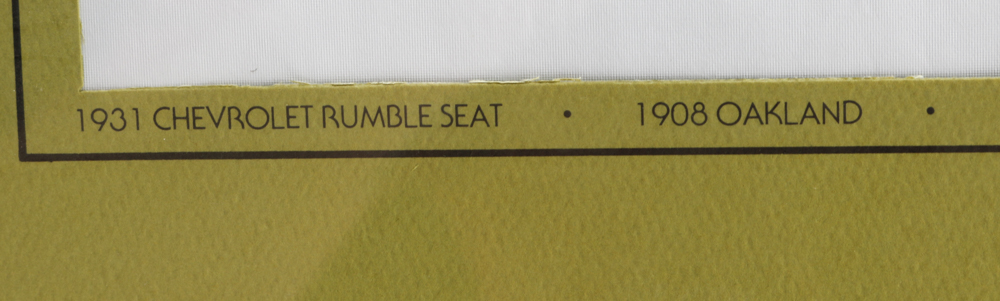 1931 CHEVROLET RUMBLE SEAT • 1908 OAKLAND •